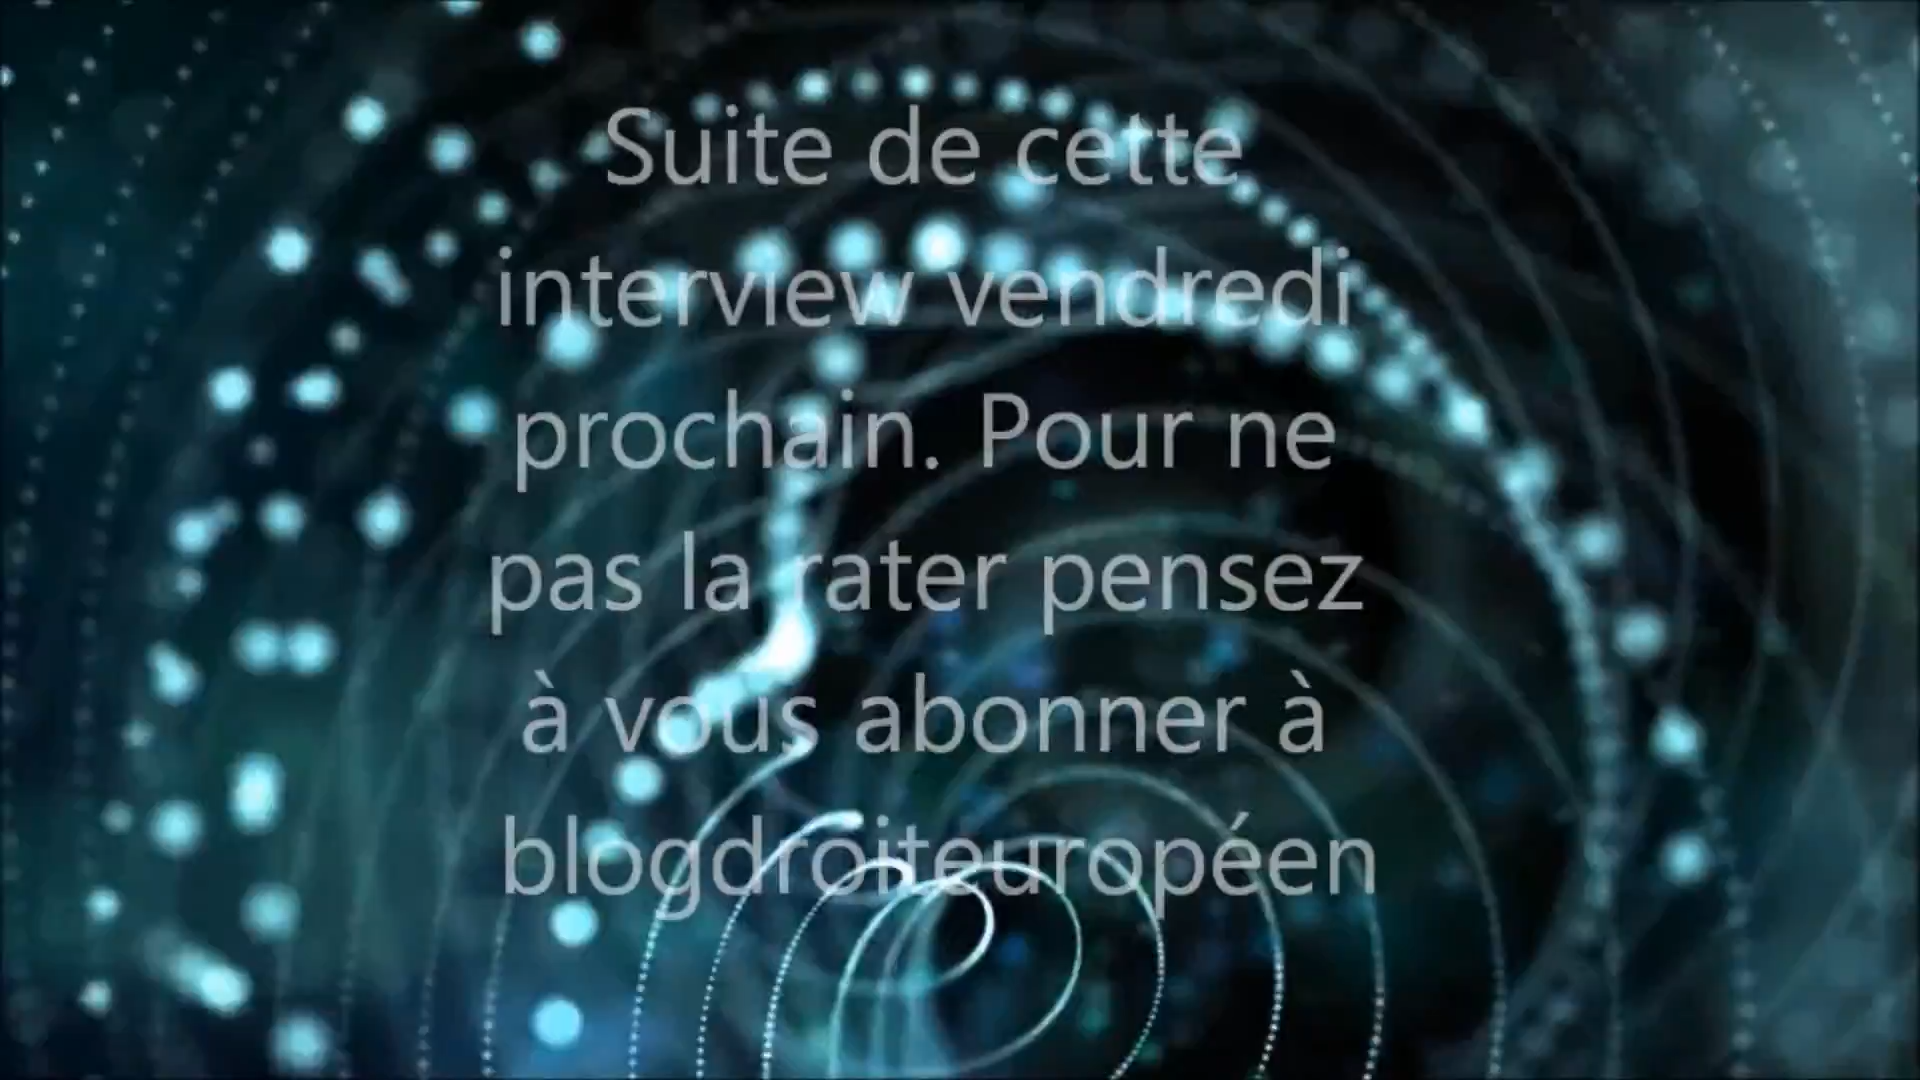 Suite de cette
interview vendredi
prochain. Pour ne
pas la rater pensez
à vous abonner à
blogdroiteuropéen